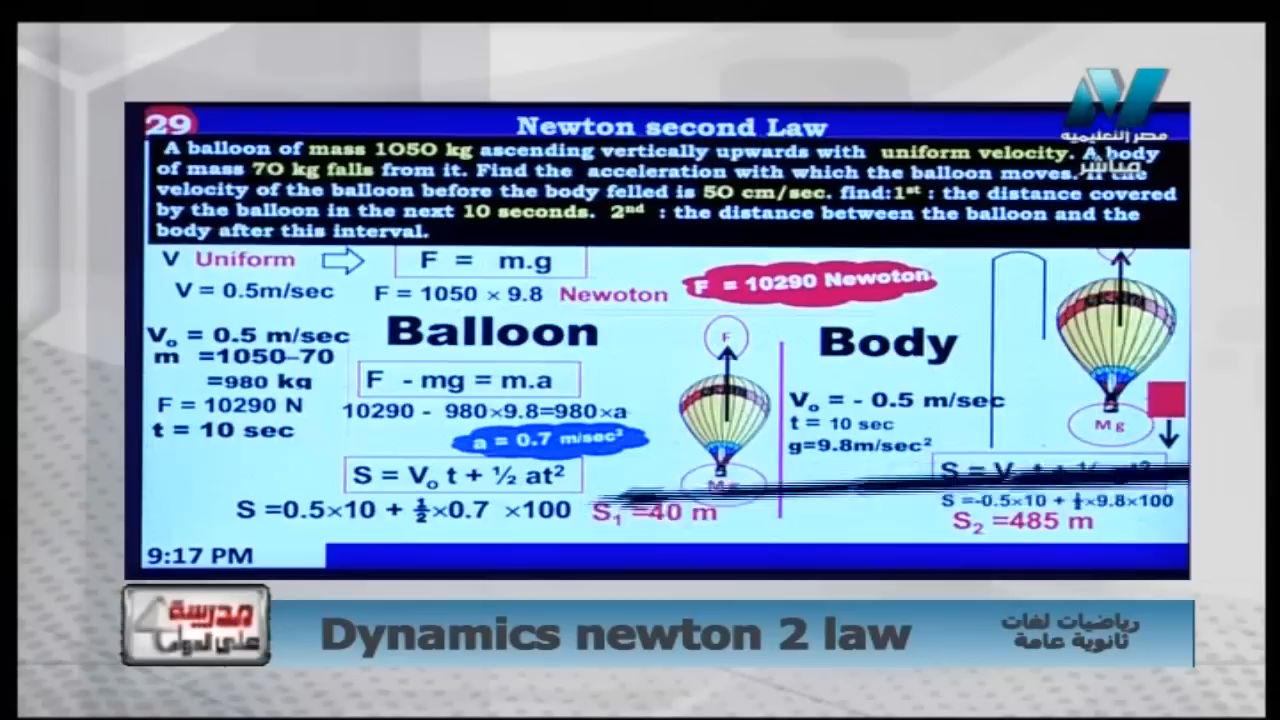 29
Newton second Law
مصر التعليمية
مباشر
A balloon of mass 1050 kg ascending vertically upwards with uniform velocity. A body
of mass 70 kg falls from it. Find the acceleration with which the balloon moves. If the
velocity of the balloon before the body felled is 50 cm/sec. find:1st : the distance covered
by the balloon in the next 10 seconds. 2nd : the distance between the balloon and the
body after this interval.
V Uniform
F = m.g
V = 0.5m/sec
F = 1050 × 9.8 Newoton
F = 10290 Newoton
Balloon
Body
Vo = 0.5 m/sec
m =1050–70
=980 kg
F = 10290 N
t = 10 sec
F - mg = m.a
10290 - 980×9.8=980×a
a = 0.7 m/sec²
S = Vo t + ½ at²
S =0.5×10 + ½×0.7 ×100
S1 =40 m
F
Vo = - 0.5 m/sec
t = 10 sec
g=9.8m/sec²
M g
S = Vo t + ½ at²
S =-0.5×10 + ½×9.8×100
S2 =485 m
9:17 PM
مدرسة
على الهواء
Dynamics newton 2 law
رياضيات لغات
ثانوية عامة